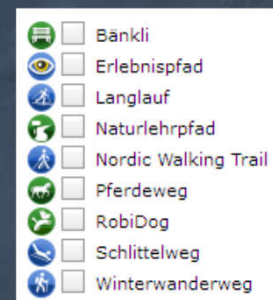 Bänkli
Erlebnispfad
Langlauf
Naturlehrpfad
Nordic Walking Trail
Pferdeweg
RobiDog
Schlittelweg
Winterwanderweg